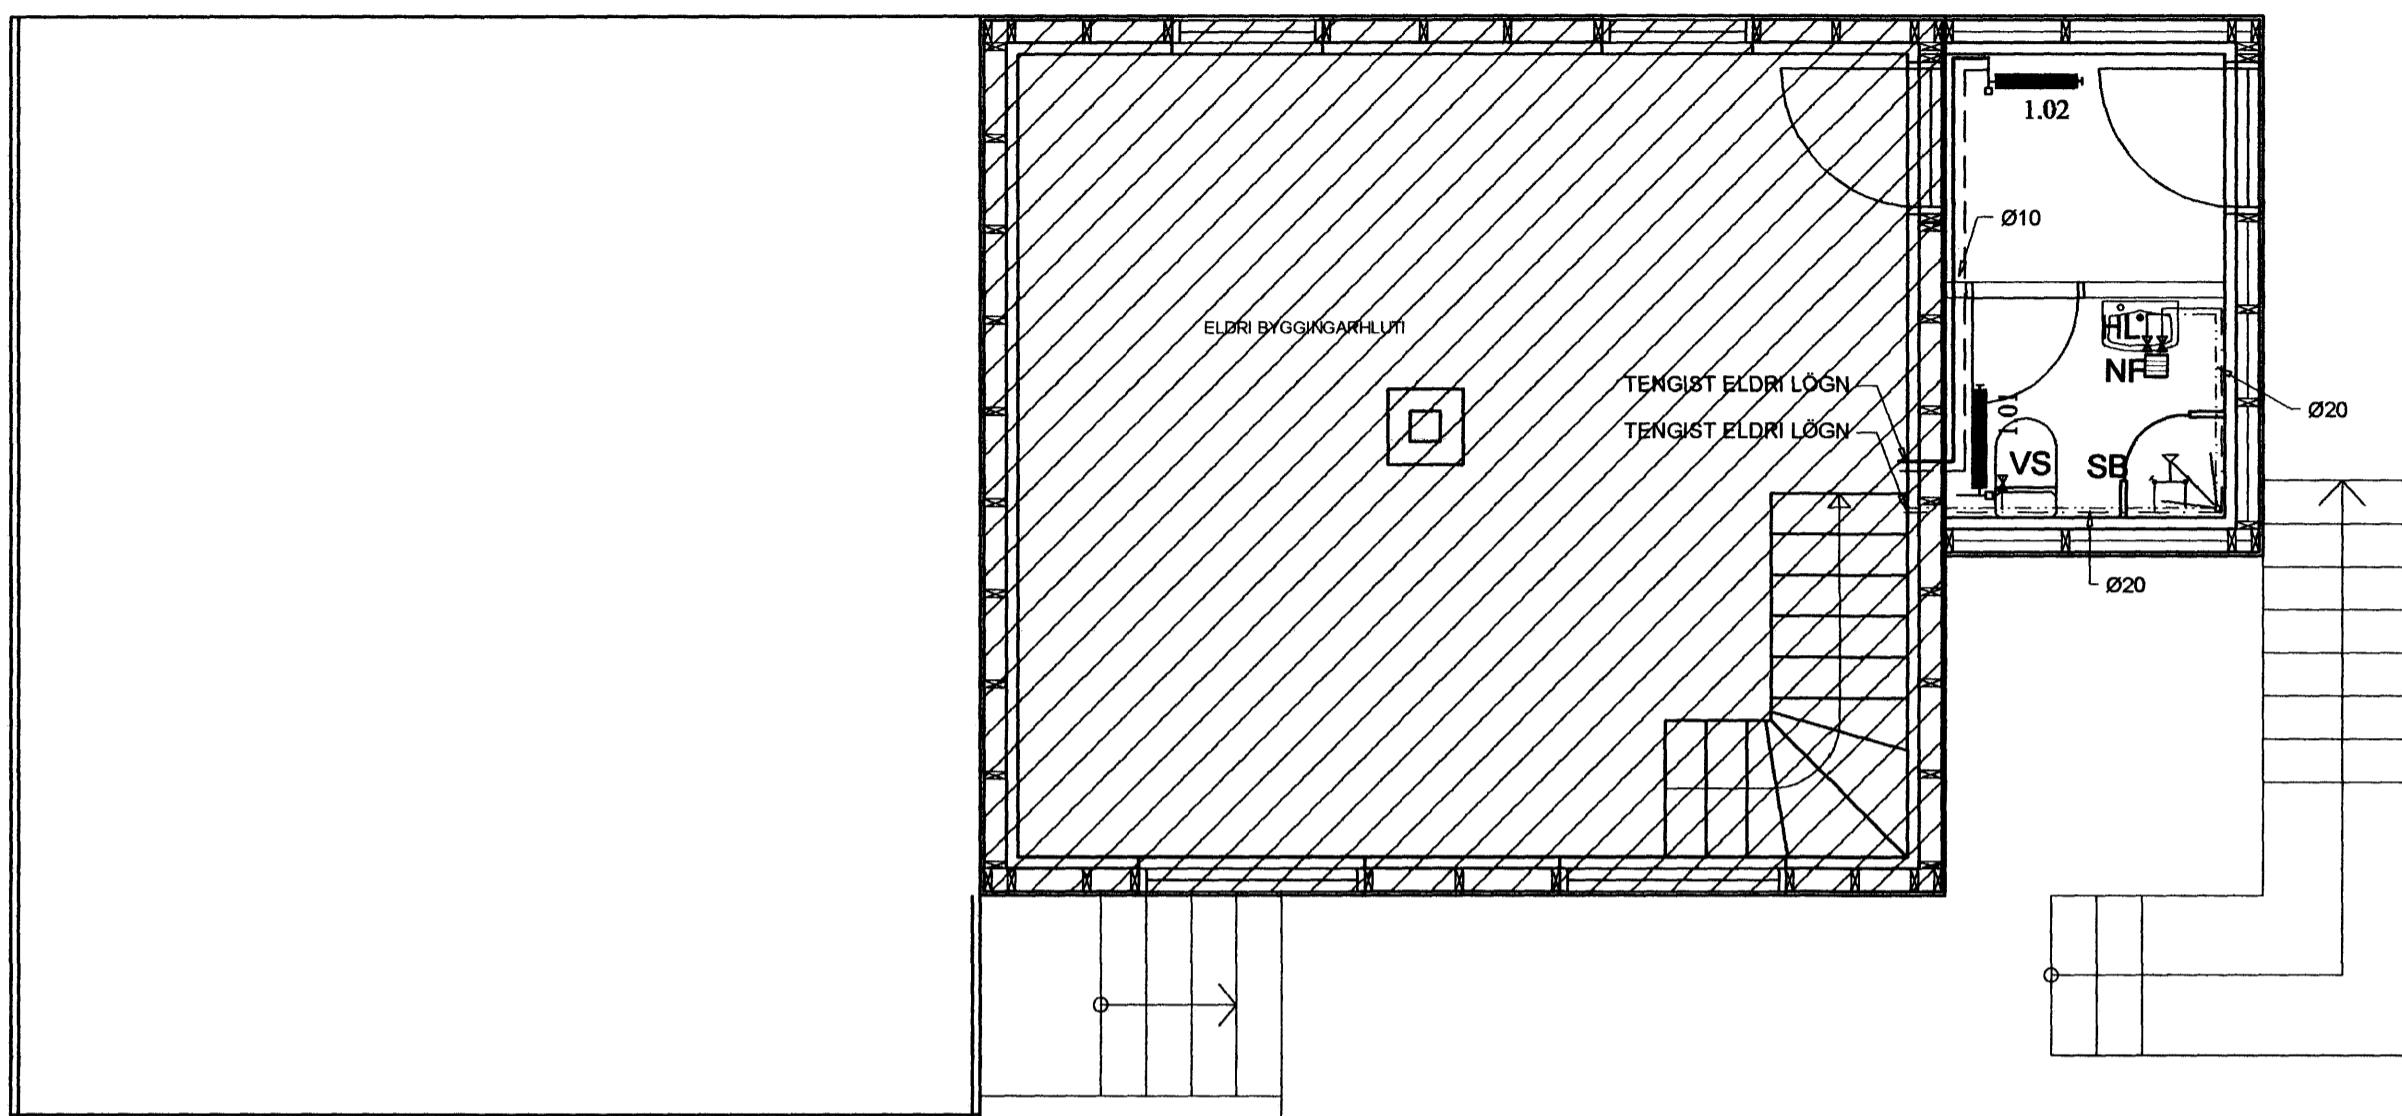 1.02
Ø10
ELDRI BYGGINGARHLUTI
HL
NF
TENGIST ELDRI LÖGN
1.01
Ø20
TENGIST ELDRI LÖGN
VS
SB
Ø20